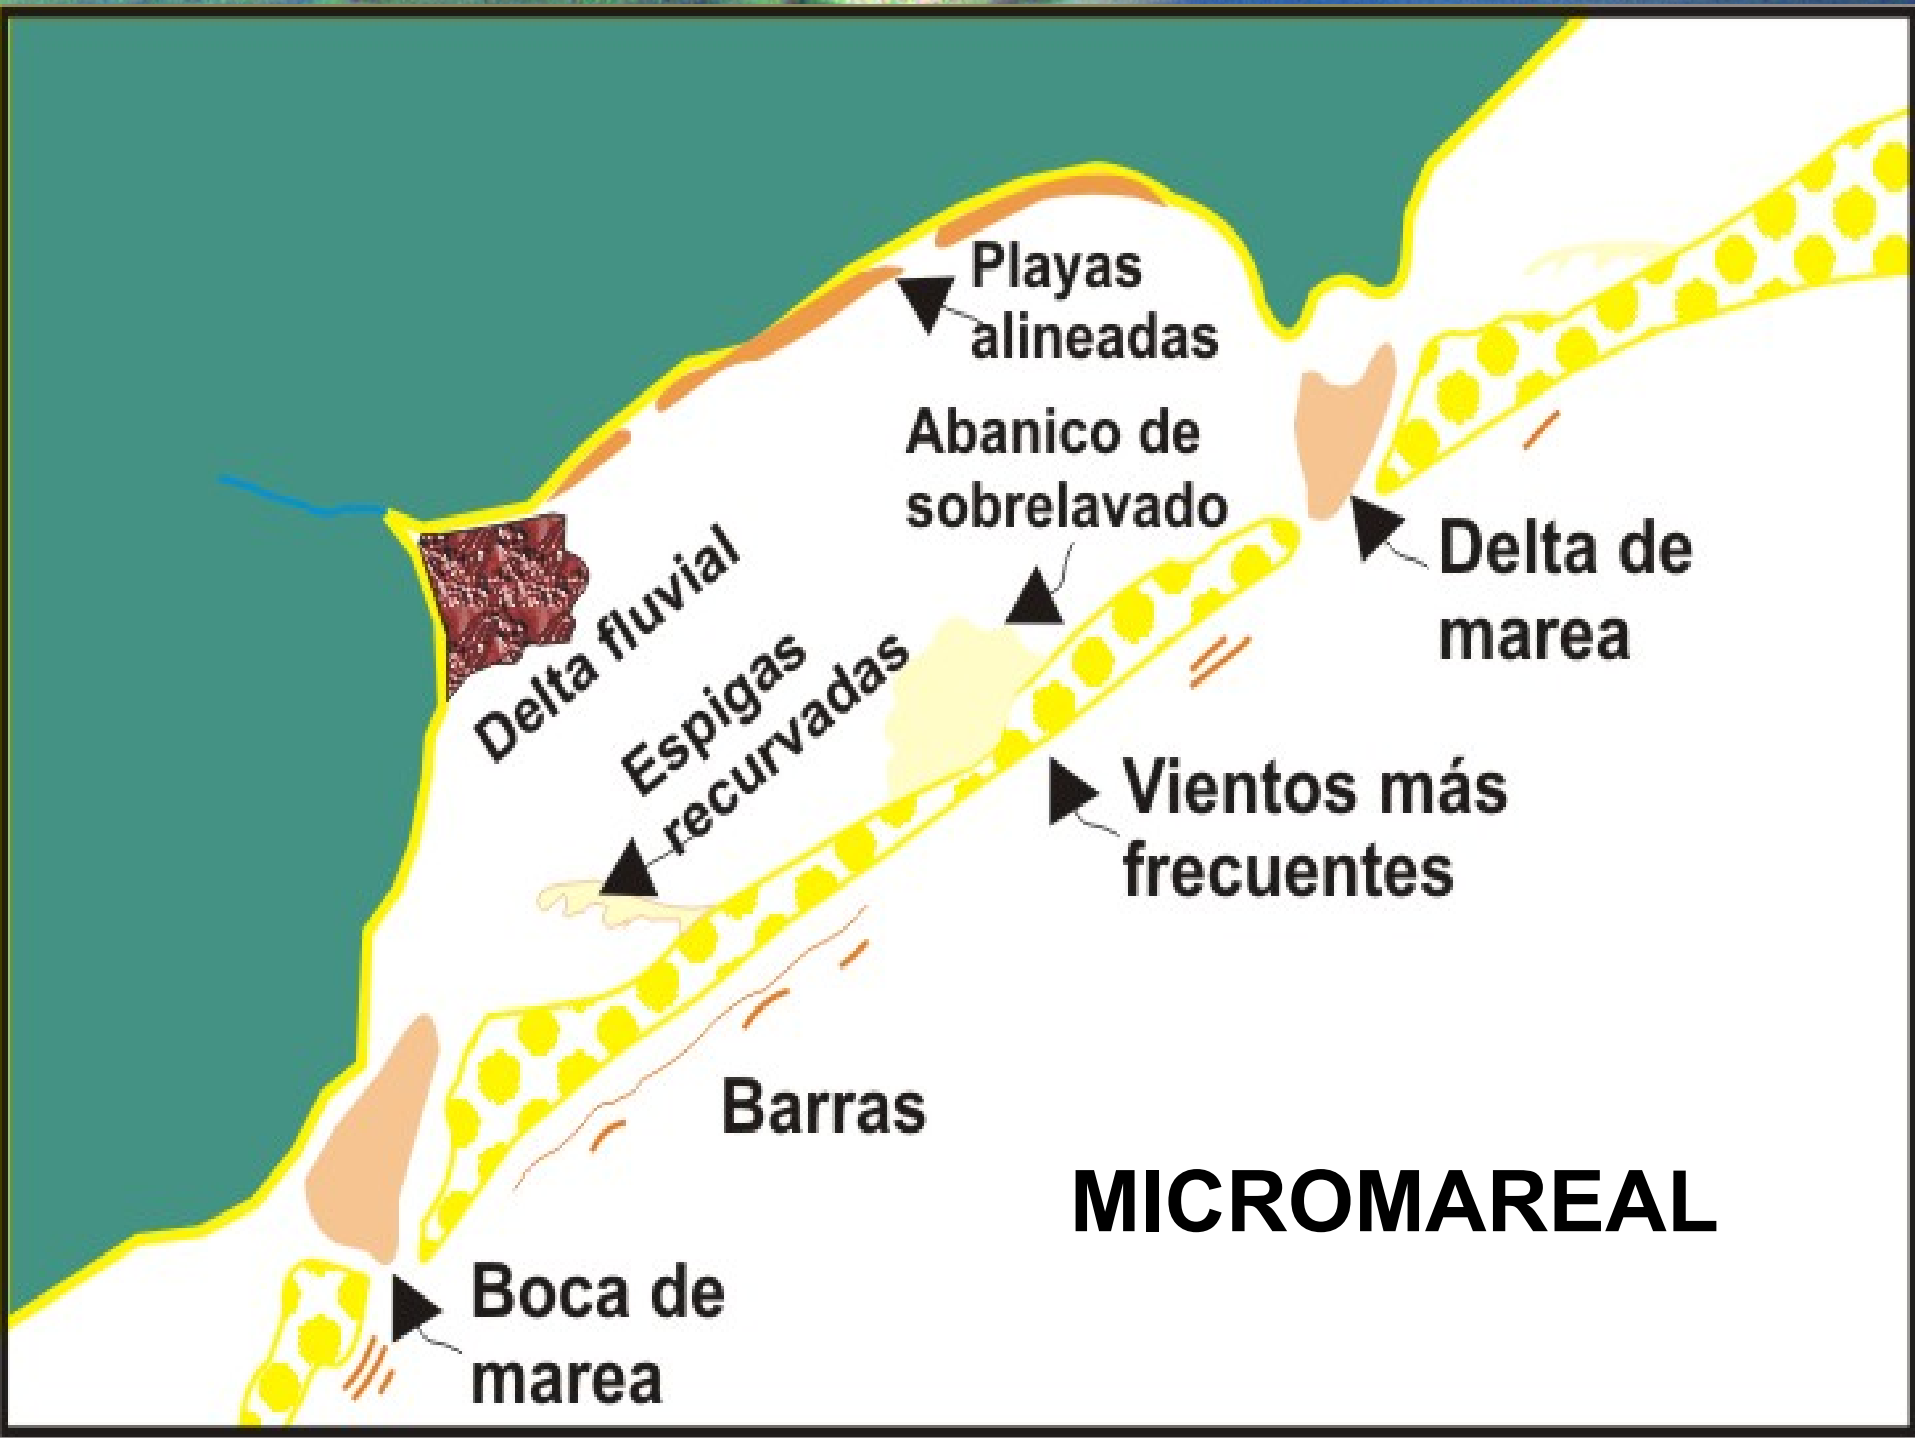 Playas
alineadas
Abanico de
sobrelavado
Delta de
marea
Delta fluvial
Espigas
recurvadas
Vientos más
frecuentes
Barras
MICROMAREAL
Boca de
marea